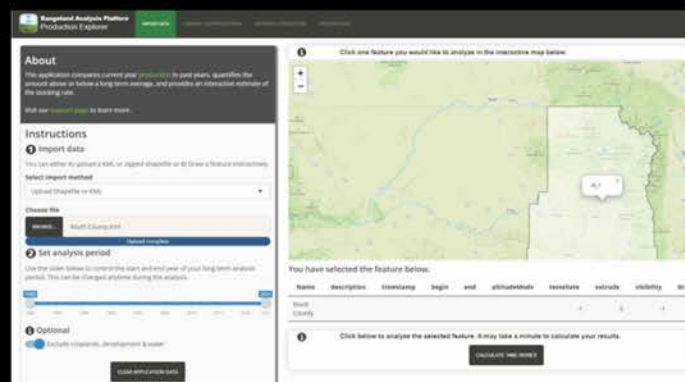 Rangeland Analysis Platform
Production Explorer
IMPORT DATA
About
This application compares current year production to past years, quantifies the
amount above or below a long term average, and provides an interactive estimate of
the stocking rate.
Visit our support page to learn more.
Instructions
1 Import data
You can either A) upload a KML or zipped shapefile or B) Draw a feature interactively.
Select import method
Upload Shapefile or KML
Choose file
BROWSE...
Routt County.kml
Upload complete
2 Set analysis period
Use the slider below to control the start and end year of your long-term analysis
period. This can be changed anytime during the analysis.
Optional
Exclude croplands, development & water
CLEAR APPLICATION DATA
Click one feature you would like to analyze in the interactive map below.
+
−
You have selected the feature below:
Name description timestamp begin end altitudeMode tessellate extrude visibility
Routt
County
-1 -1
Click below to analyze the selected feature. It may take a minute to calculate your results.
CALCULATE TIME SERIES